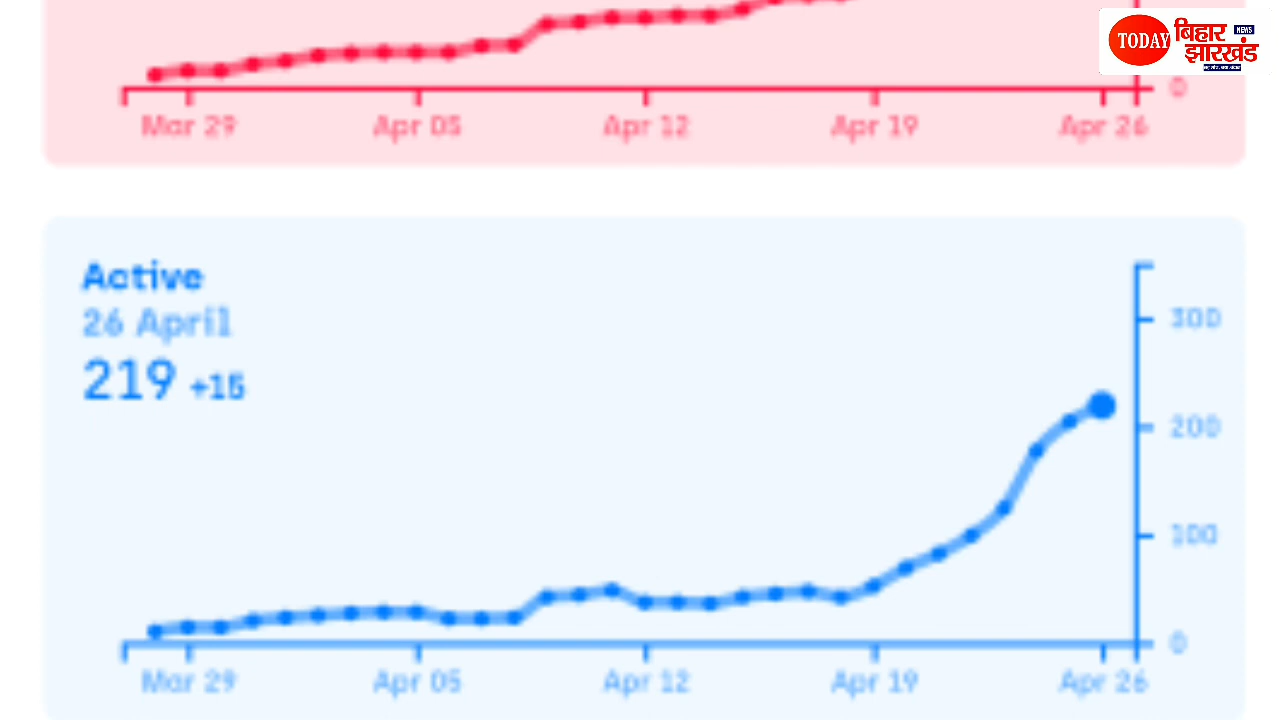 TODAY बिहार NEWS
झारखंड
0
Mar 29 Apr 05 Apr 12 Apr 19 Apr 26
Active
26 April
219 +15
300
200
100
0
Mar 29 Apr 05 Apr 12 Apr 19 Apr 26